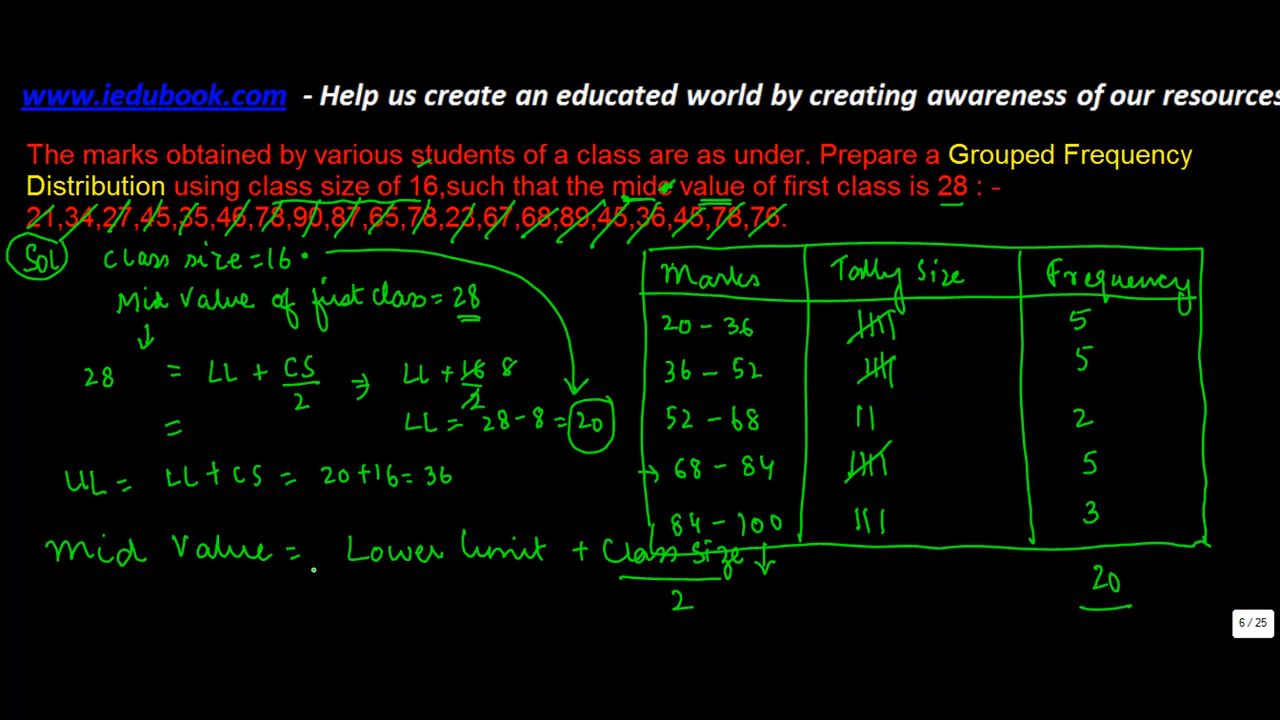 www.iedubook.com - Help us create an educated world by creating awareness of our resources
The marks obtained by various students of a class are as under. Prepare a Grouped Frequency
Distribution using class size of 16,such that the mide value of first class is 28 : -
21,34,27,45,35,46,78,90,87,65,78,23,67,68,89,45,36,45,78,76.
Sol class size = 16
Mid Value of first class = 28
28 = LL + CS/2 ⇒ LL + 16/2 8
= LL = 28 - 8 = 20
UL = LL + CS = 20 + 16 = 36
Mid Value = Lower limit + Class Size
2
Marks Tally Size Frequency
20 - 36 |||| 5
36 - 52 |||| 5
52 - 68 || 2
→ 68 - 84 |||| 5
84 - 100 ||| 3
20
6 / 25